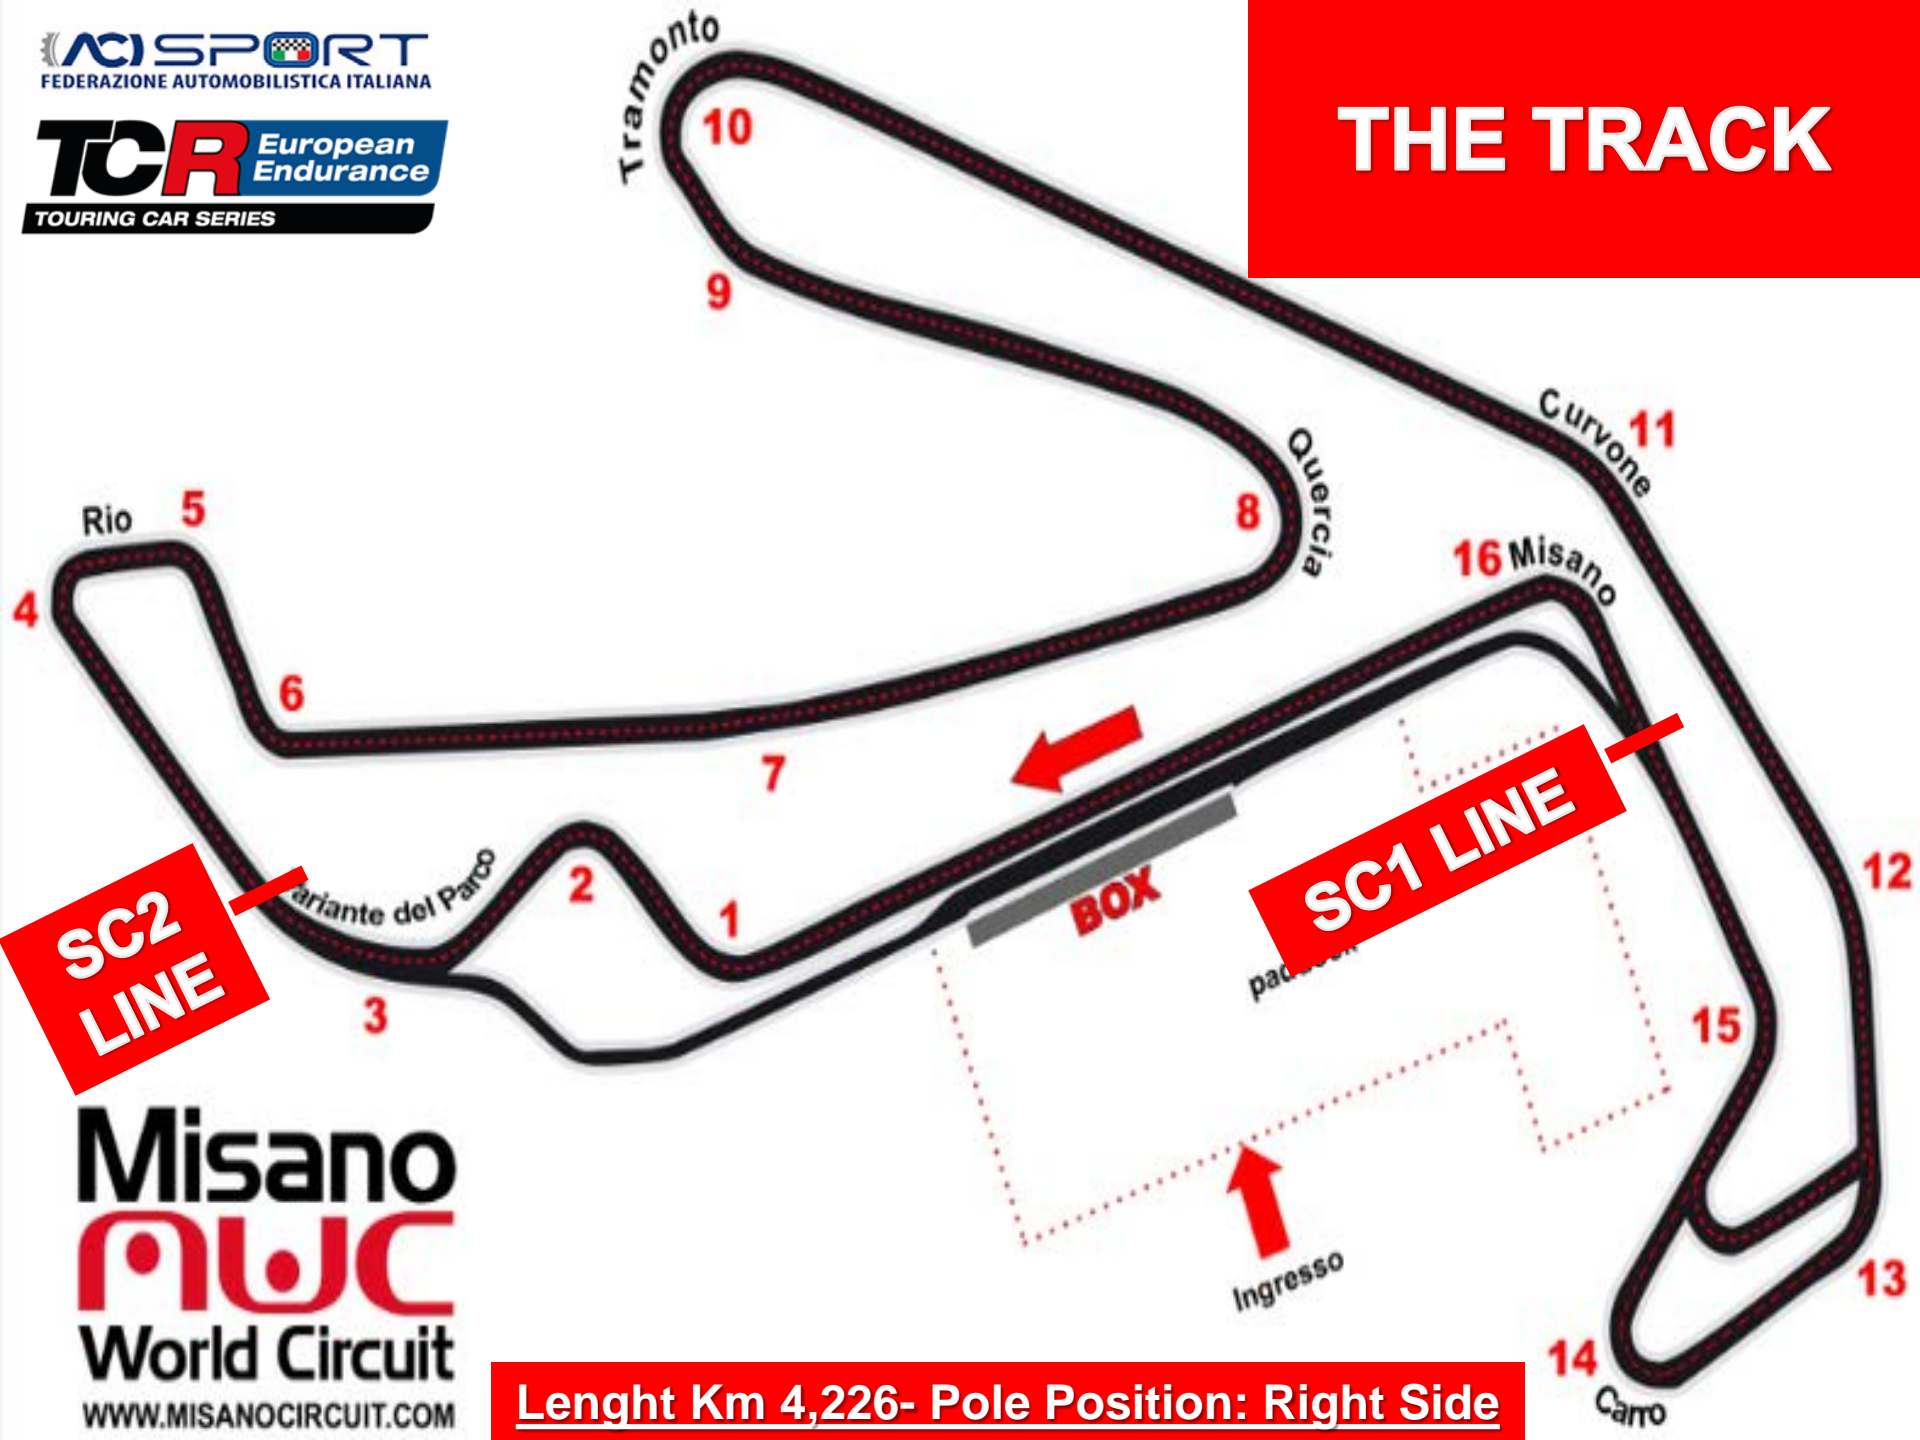 ACI SPORT
FEDERAZIONE AUTOMOBILISTICA ITALIANA
TCR European
Endurance
TOURING CAR SERIES
THE TRACK
Tramonto
10
9
Curvone
11
Quercia
8
Rio
5
4
6
7
16 Misano
SC1 LINE
12
SC2
LINE
del Parco
2
1
3
BOX
15
13
14
Carro
Ingresso
Misano
MWC
World Circuit
WWW.MISANOCIRCUIT.COM
Lenght Km 4,226- Pole Position: Right Side